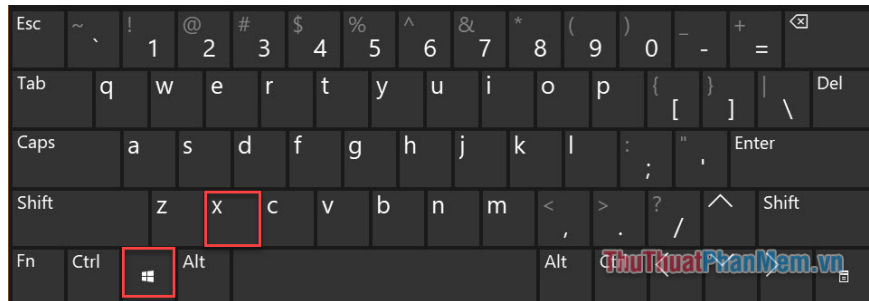 Esc ~ ` ! 1 @ 2 # 3 $ 4 % 5 ^ 6 & 7 * 8 ( 9 ) 0 _ - + =
Tab q w e r t y u i o p { [ } ] | \ Del
Caps a s d f g h j k l : ; " ' Enter
Shift z x c v b n m < , > . ? / Shift
Fn Ctrl Alt Alt Ctrl
ThuThuatPhanMem.vn